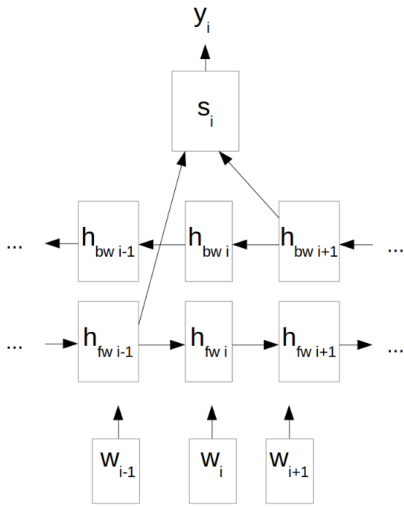 y_i
s_i
... h_bw i-1 h_bw i h_bw i+1 ...
... h_fw i-1 h_fw i h_fw i+1 ...
w_i-1 w_i w_i+1